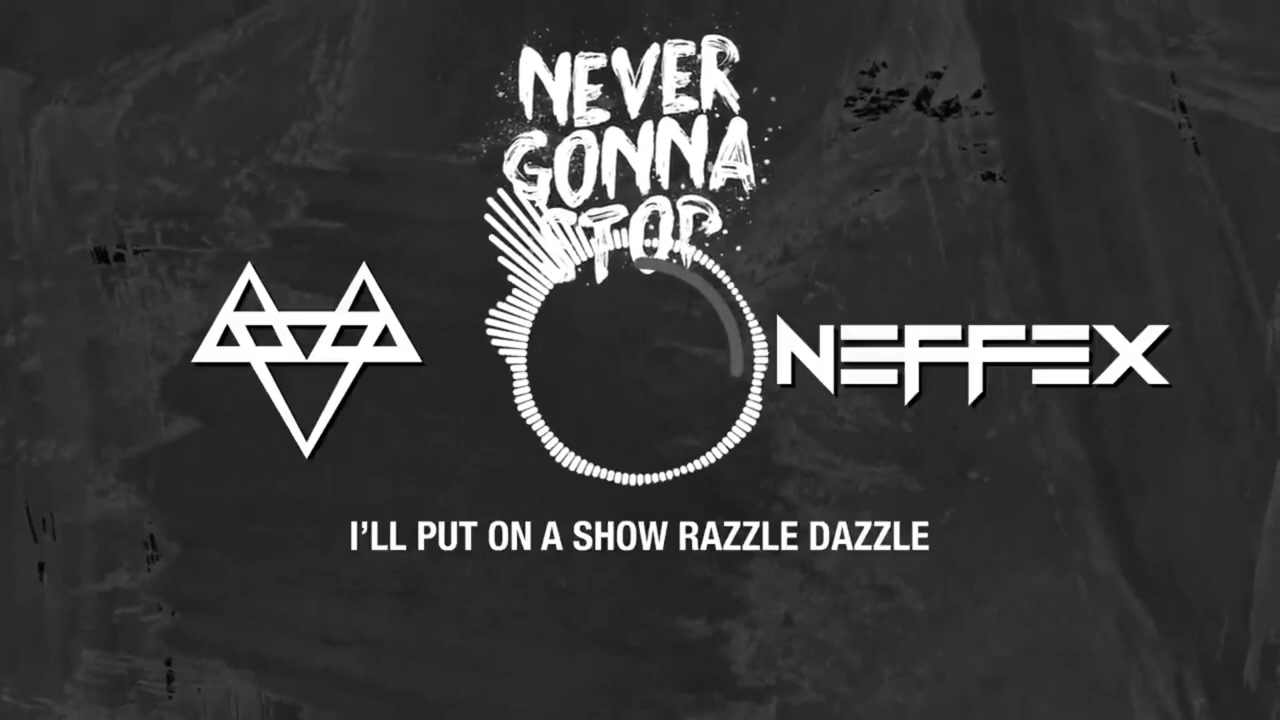 NEVER
GONNA
STOP
NEFFEX
I'LL PUT ON A SHOW RAZZLE DAZZLE